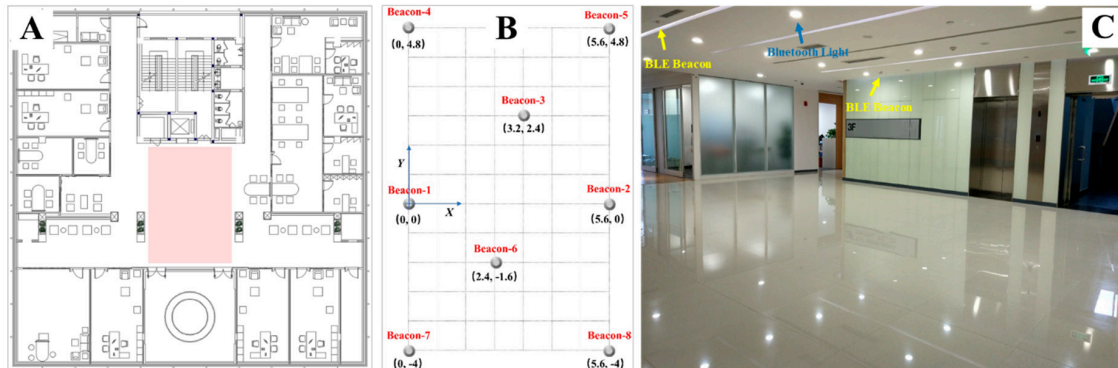 A
B
Beacon-4
(0, 4.8)
Beacon-5
(5.6, 4.8)
Beacon-3
(3.2, 2.4)
Y
Beacon-1
(0, 0)
X
Beacon-2
(5.6, 0)
Beacon-6
(2.4, -1.6)
Beacon-7
(0, -4)
Beacon-8
(5.6, -4)
C
Bluetooth Light
BLE Beacon
BLE Beacon
3F